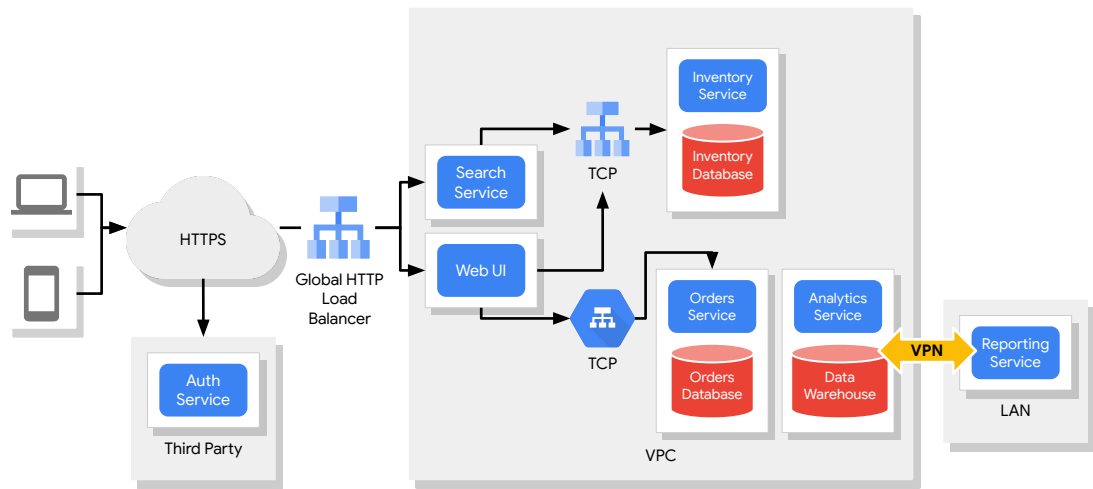 HTTPS
Global HTTP
Load
Balancer
Auth
Service
Third Party
Search
Service
Web UI
TCP
TCP
Inventory
Service
Inventory
Database
Orders
Service
Orders
Database
Analytics
Service
Data
Warehouse
VPC
VPN
Reporting
Service
LAN